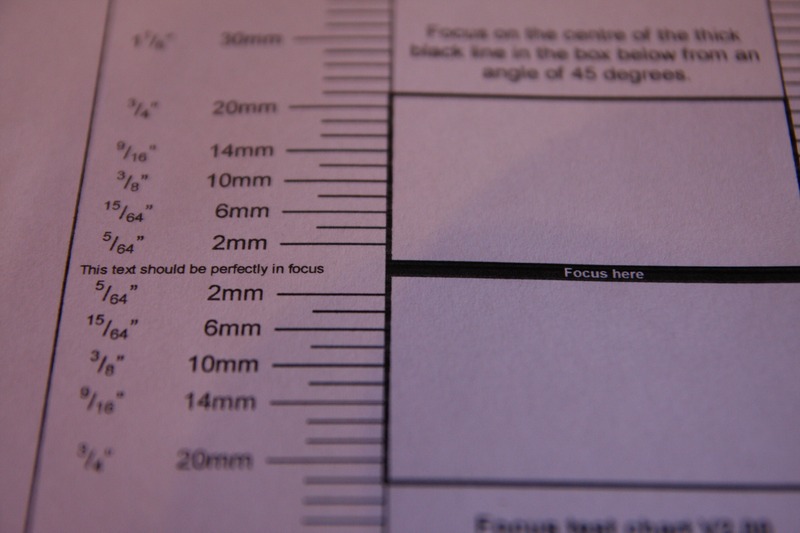 Focus on the centre of the thick
black line in the box below from an
angle of 45 degrees.
1 1/8" 30mm
3/4" 20mm
9/16" 14mm
3/8" 10mm
15/64" 6mm
5/64" 2mm
This text should be perfectly in focus
Focus here
5/64" 2mm
15/64" 6mm
3/8" 10mm
9/16" 14mm
3/4" 20mm
Focus test chart